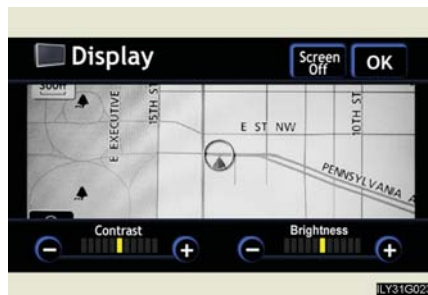 Display
Screen
Off
OK
300ft
E EXECUTIVE
15TH ST
E ST NW
10TH ST
PENNSYLVANIA A
Contrast
Brightness
ILY31G023